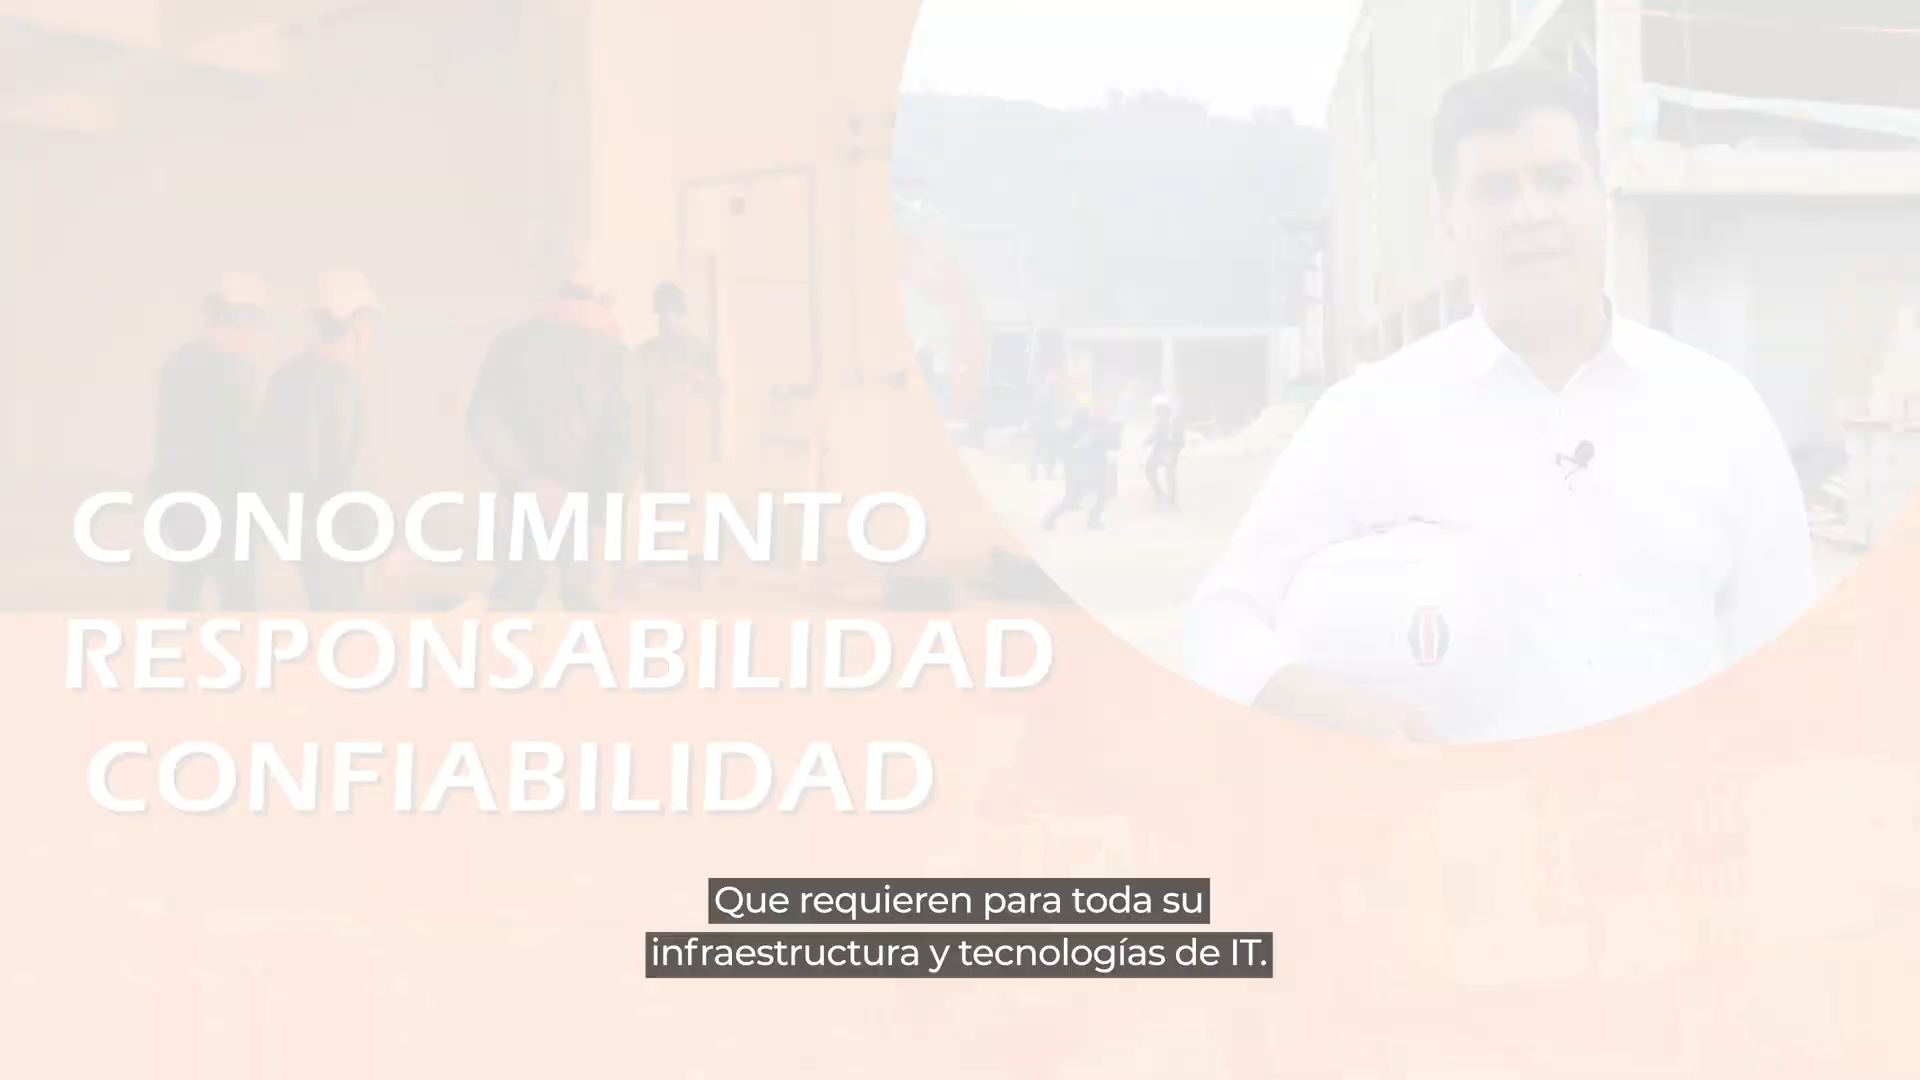 CONOCIMIENTO
RESPONSABILIDAD
CONFIABILIDAD
Que requieren para toda su
infraestructura y tecnologías de IT.